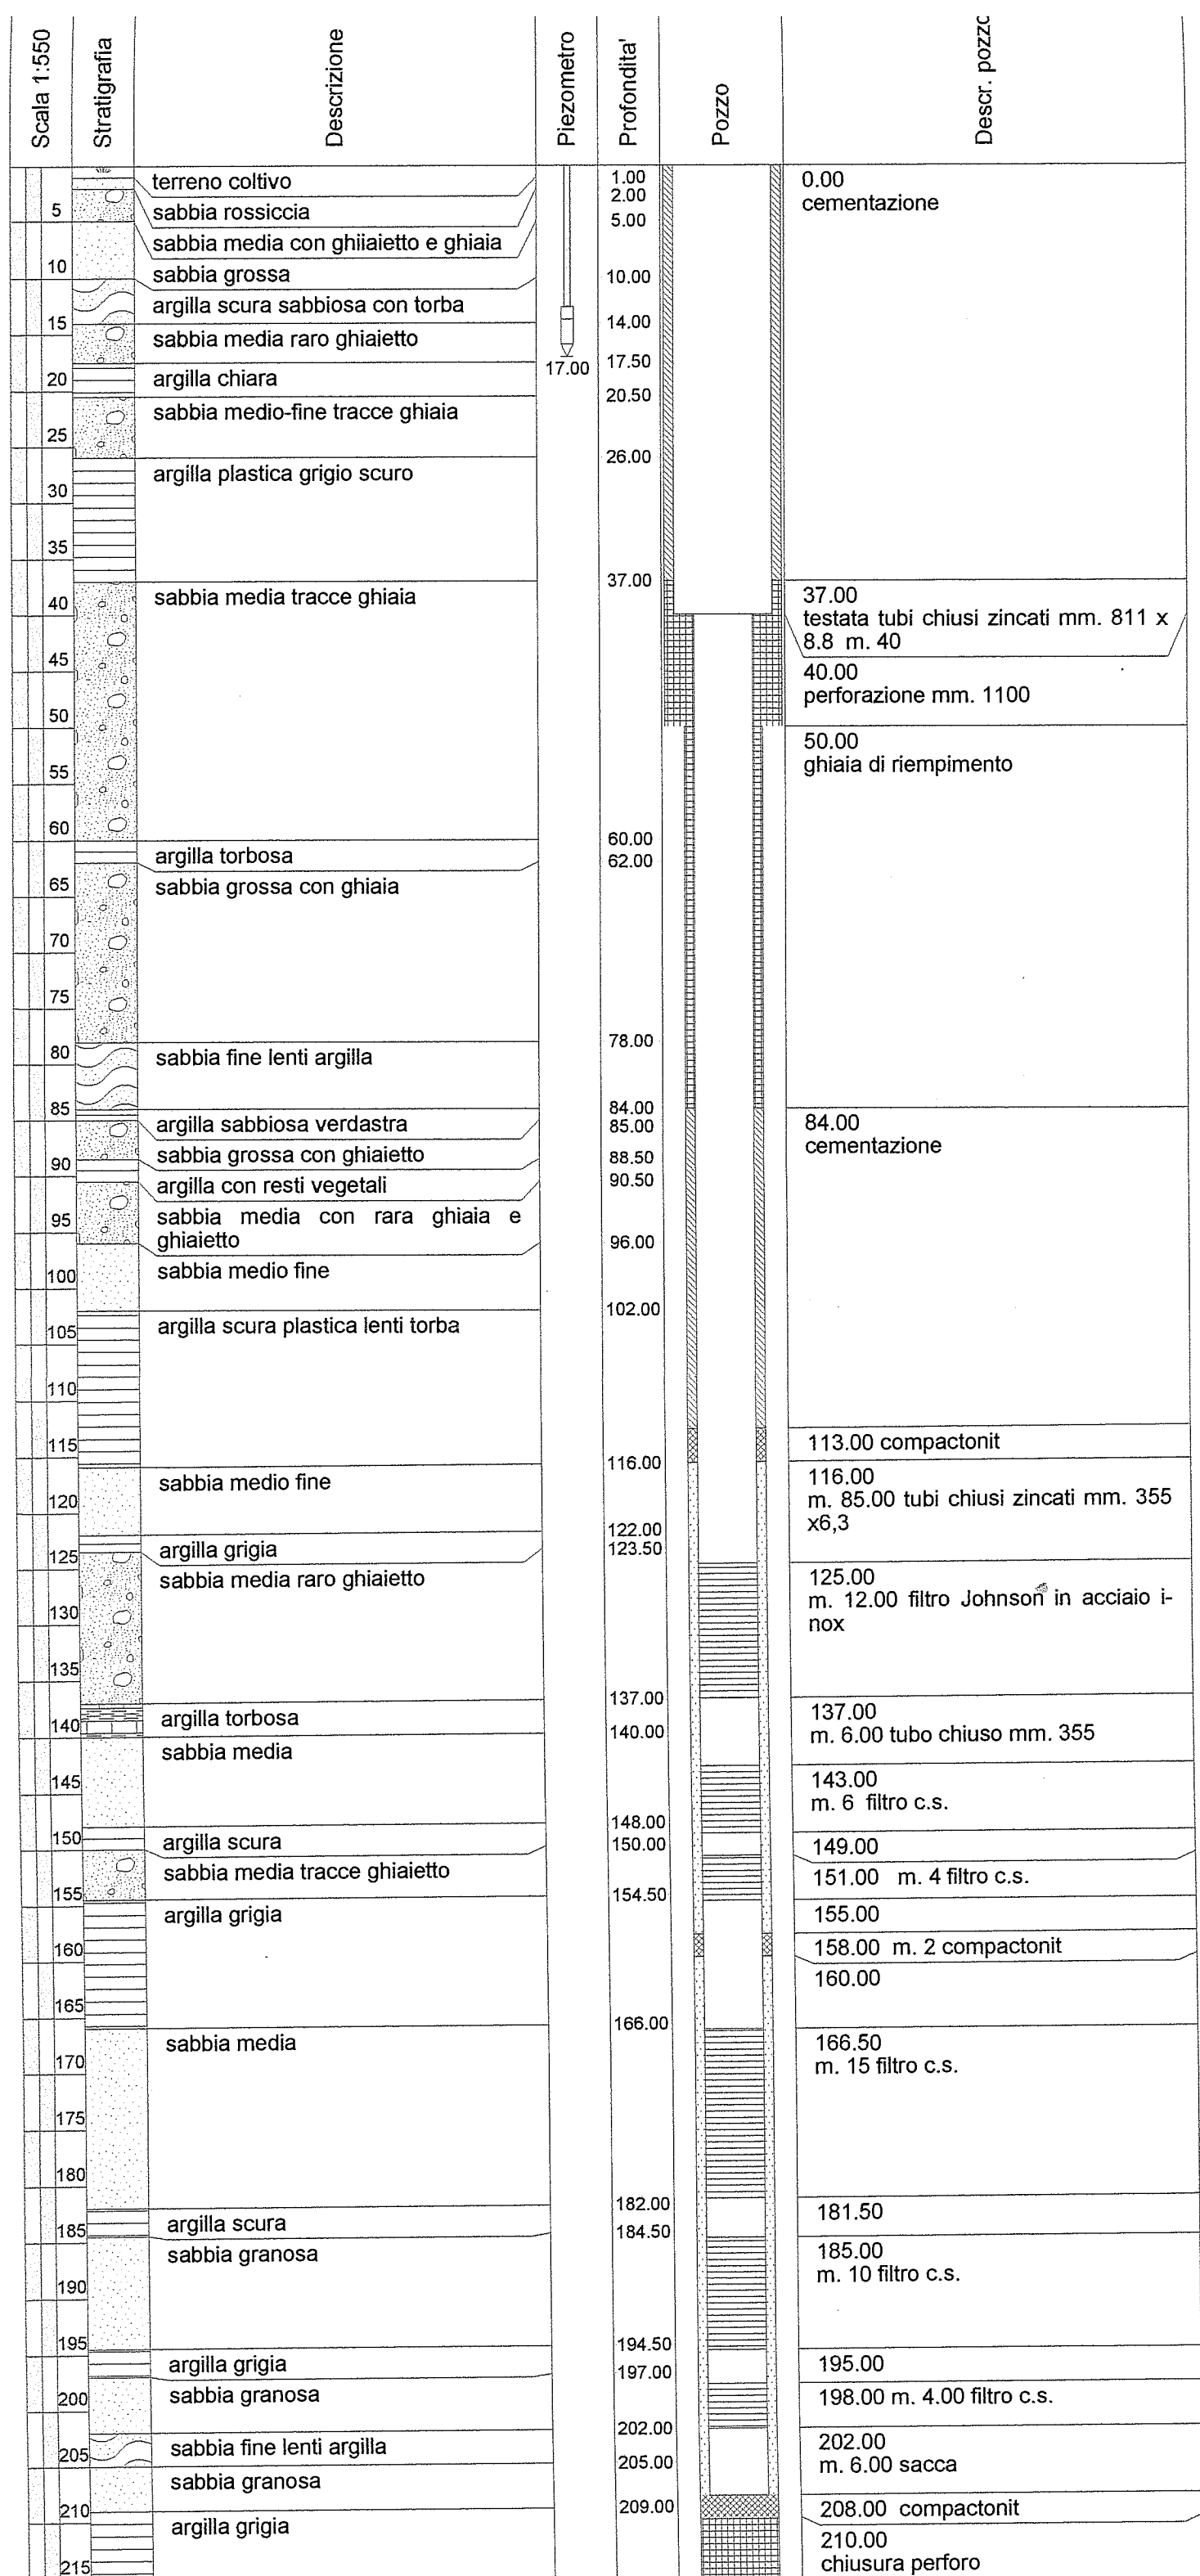 Scala 1:550
Stratigrafia
Descrizione
Piezometro
Profondita'
Pozzo
Descr. pozzo
5
10
15
20
25
30
35
40
45
50
55
60
65
70
75
80
85
90
95
100
105
110
115
120
125
130
135
140
145
150
155
160
165
170
175
180
185
190
195
200
205
210
215
terreno coltivo
sabbia rossiccia
sabbia media con ghiiaietto e ghiaia
sabbia grossa
argilla scura sabbiosa con torba
sabbia media raro ghiaietto
argilla chiara
sabbia medio-fine tracce ghiaia
argilla plastica grigio scuro
sabbia media tracce ghiaia
argilla torbosa
sabbia grossa con ghiaia
sabbia fine lenti argilla
argilla sabbiosa verdastra
sabbia grossa con ghiaietto
argilla con resti vegetali
sabbia media con rara ghiaia e
ghiaietto
sabbia medio fine
argilla scura plastica lenti torba
sabbia medio fine
argilla grigia
sabbia media raro ghiaietto
argilla torbosa
sabbia media
argilla scura
sabbia media tracce ghiaietto
argilla grigia
sabbia media
argilla scura
sabbia granosa
argilla grigia
sabbia granosa
sabbia fine lenti argilla
sabbia granosa
argilla grigia
17.00
1.00
2.00
5.00
10.00
14.00
17.50
20.50
26.00
37.00
60.00
62.00
78.00
84.00
85.00
88.50
90.50
96.00
102.00
116.00
122.00
123.50
137.00
140.00
148.00
150.00
154.50
166.00
182.00
184.50
194.50
197.00
202.00
205.00
209.00
0.00
cementazione
37.00
testata tubi chiusi zincati mm. 811 x
8.8 m. 40
40.00
perforazione mm. 1100
50.00
ghiaia di riempimento
84.00
cementazione
113.00 compactonit
116.00
m. 85.00 tubi chiusi zincati mm. 355
x6,3
125.00
m. 12.00 filtro Johnson in acciaio i-
nox
137.00
m. 6.00 tubo chiuso mm. 355
143.00
m. 6 filtro c.s.
149.00
151.00 m. 4 filtro c.s.
155.00
158.00 m. 2 compactonit
160.00
166.50
m. 15 filtro c.s.
181.50
185.00
m. 10 filtro c.s.
195.00
198.00 m. 4.00 filtro c.s.
202.00
m. 6.00 sacca
208.00 compactonit
210.00
chiusura perforo